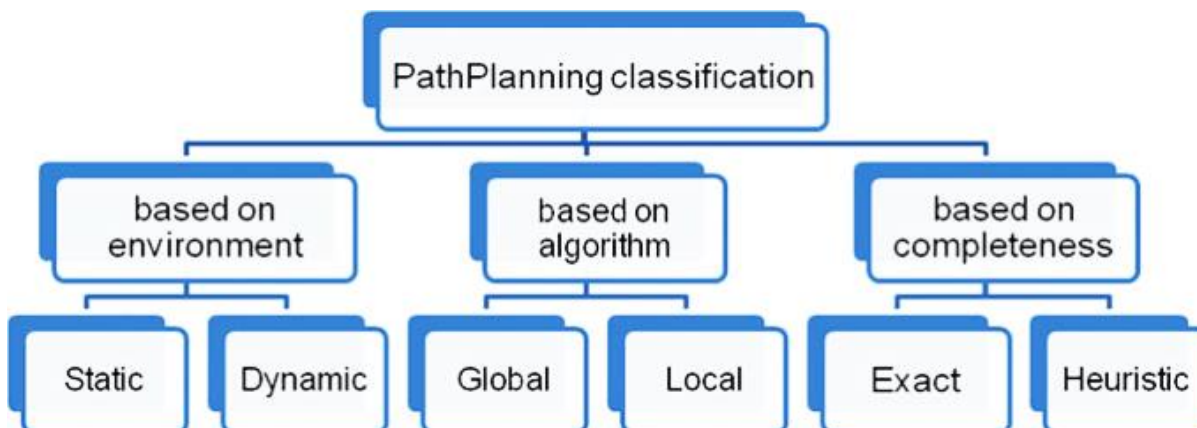 PathPlanning classification
based on
environment
based on
algorithm
based on
completeness
Static
Dynamic
Global
Local
Exact
Heuristic